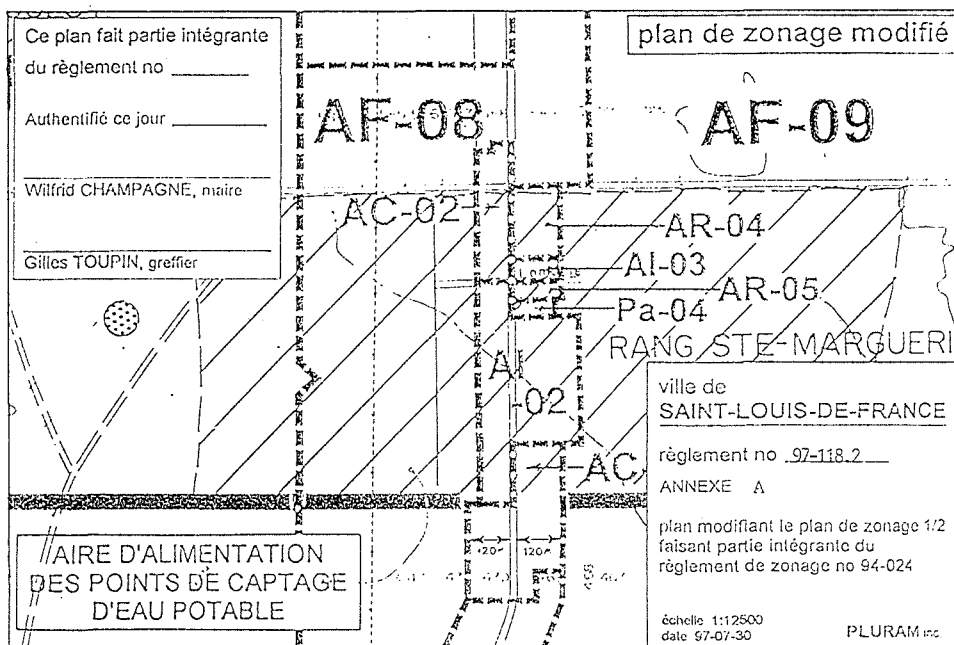 Ce plan fait partie intégrante
du règlement no
Authentifié ce jour
Wilfrid CHAMPAGNE, maire
Gilles TOUPIN, greffier
plan de zonage modifié
AF-08
AF-09
AC-02
AR-04
AI-03
AR-05
Pa-04
RANG STE-MARGUERI
AI
-02
AC
120m 120m
AIRE D'ALIMENTATION
DES POINTS DE CAPTAGE
D'EAU POTABLE
ville de
SAINT-LOUIS-DE-FRANCE
règlement no 97-118.2
ANNEXE A
plan modifiant le plan de zonage 1/2
faisant partie intégrante du
règlement de zonage no 94-024
échelle 1:12500
date 97-07-30
PLURAM inc.